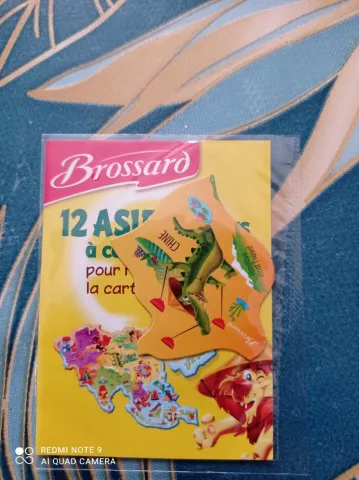 Brossard
12 ASI
à c
pour r
la cart
CHINE
REDMI NOTE 9
AI QUAD CAMERA